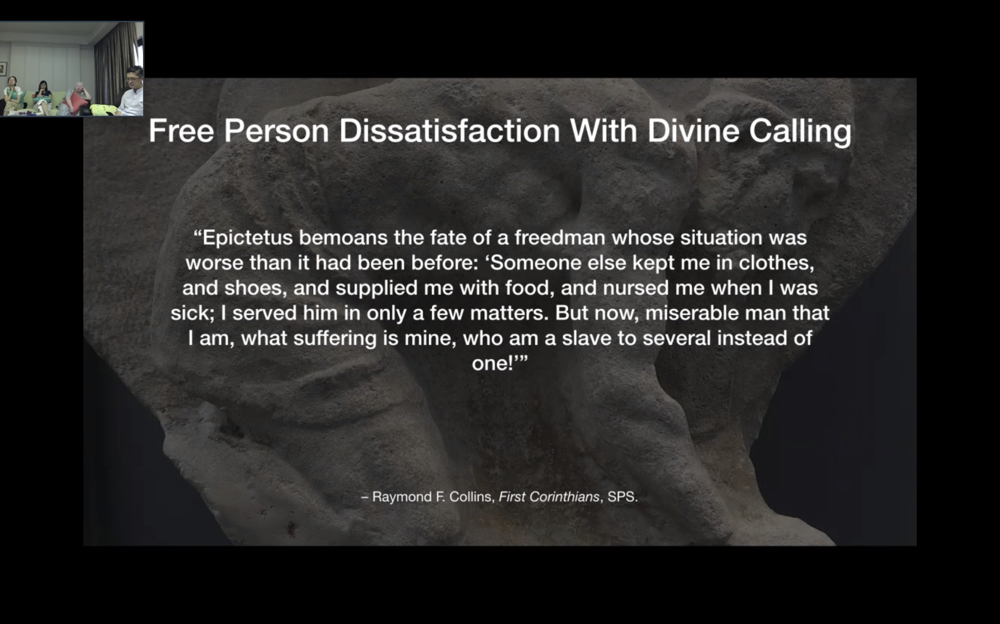 Free Person Dissatisfaction With Divine Calling
“Epictetus bemoans the fate of a freedman whose situation was
worse than it had been before: ‘Someone else kept me in clothes,
and shoes, and supplied me with food, and nursed me when I was
sick; I served him in only a few matters. But now, miserable man that
I am, what suffering is mine, who am a slave to several instead of
one!’”
– Raymond F. Collins, First Corinthians, SPS.